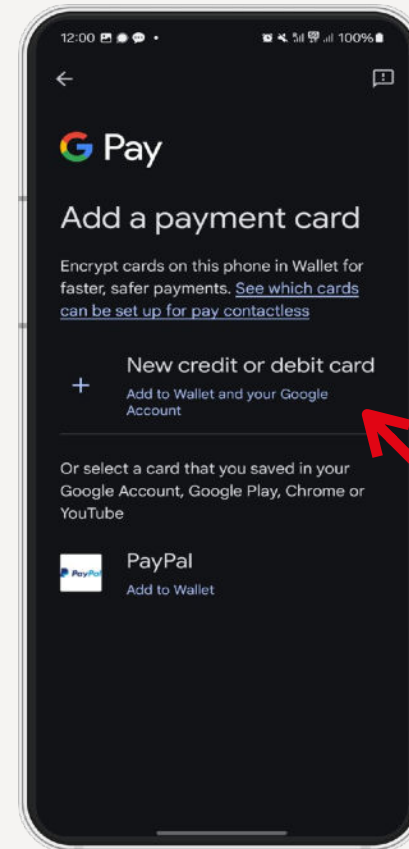 12:00
100%
G Pay
Add a payment card
Encrypt cards on this phone in Wallet for
faster, safer payments. See which cards
can be set up for pay contactless
New credit or debit card
Add to Wallet and your Google
Account
Or select a card that you saved in your
Google Account, Google Play, Chrome or
YouTube
PayPal
PayPal
Add to Wallet